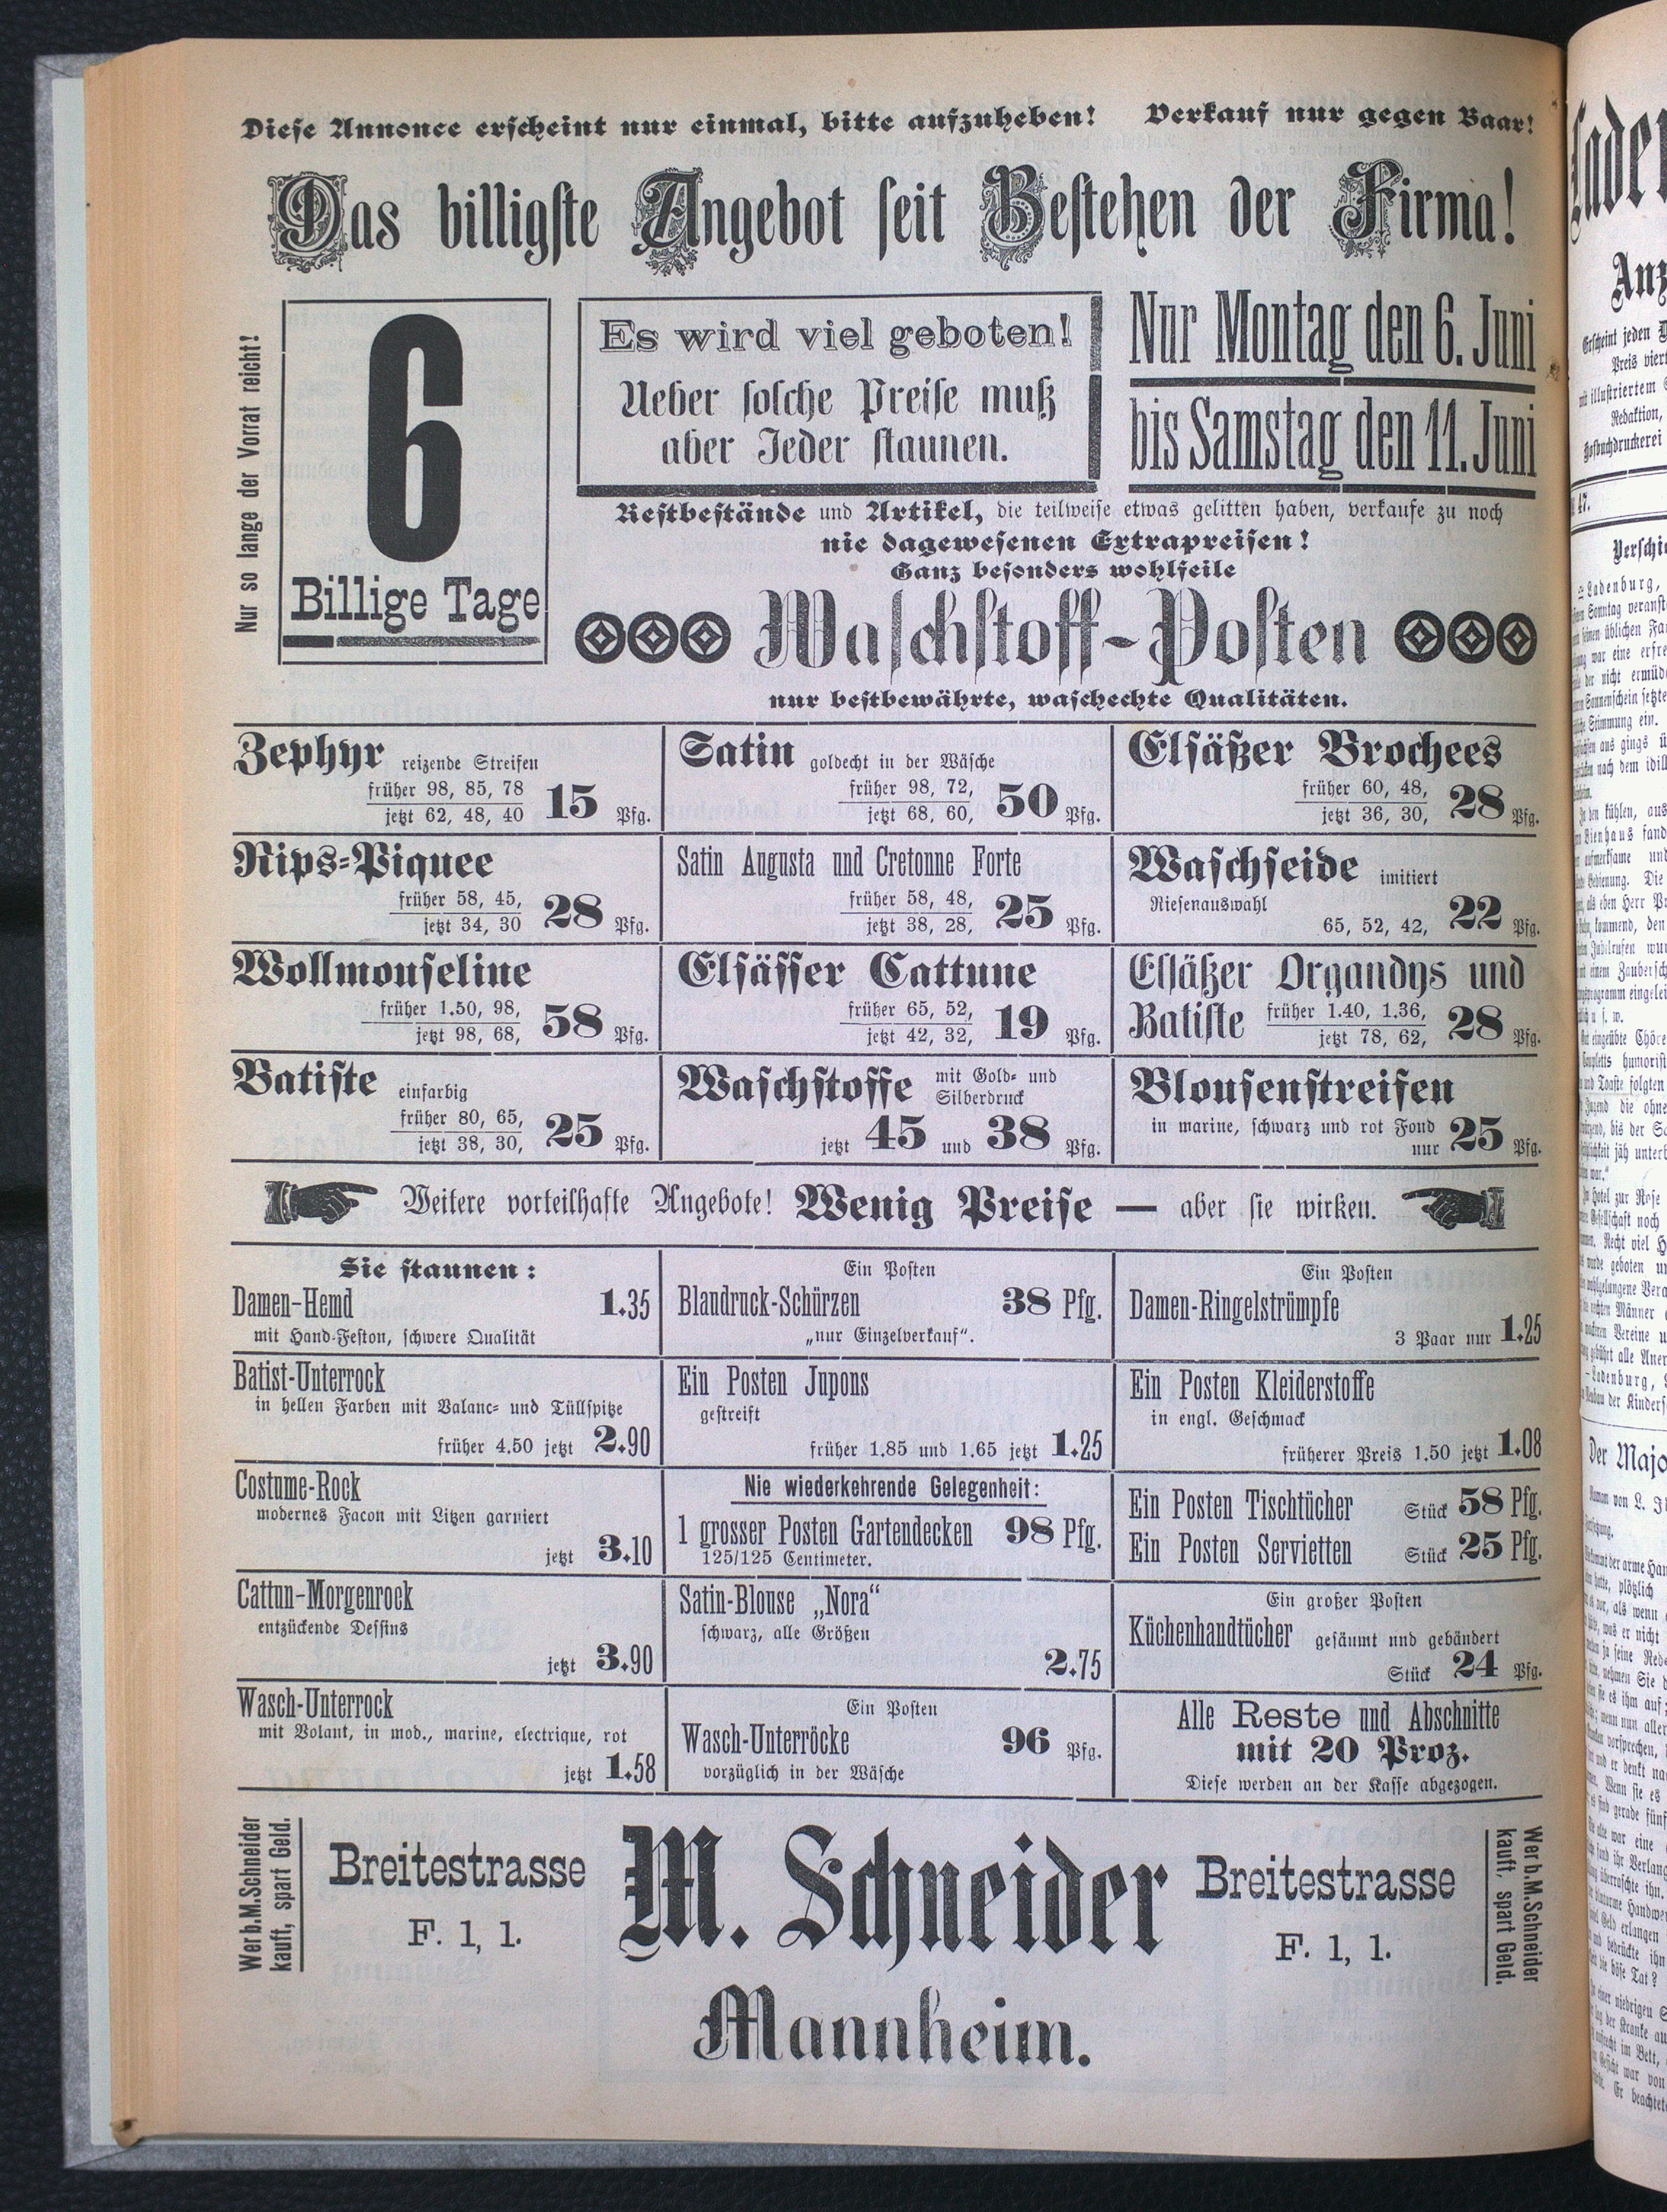 Diese Annonce erscheint nur einmal, bitte aufzuheben! Verkauf nur gegen Baar!
Das billigste Angebot seit Bestehen der Firma!
Nur so lange der Vorrat reicht!
6
Billige Tage
Es wird viel geboten!
Ueber solche Preise muß
aber Jeder staunen.
Nur Montag den 6. Juni
bis Samstag den 11. Juni
Restbestände und Artikel, die teilweise etwas gelitten haben, verkaufe zu noch
nie dagewesenen Extrapreisen!
Ganz besonders wohlfeile
Waschstoff-Posten
nur bestbewährte, waschechte Qualitäten.
Zephyr reizende Streifen
früher 98, 85, 78
jetzt 62, 48, 40 15 Pfg.
Satin goldecht in der Wäsche
früher 98, 72,
jetzt 68, 60, 50 Pfg.
Elsäßer Brochees
früher 60, 48,
jetzt 36, 30, 28 Pfg.
Rips-Piquee
früher 58, 45,
jetzt 34, 30 28 Pfg.
Satin Augusta und Cretonne Forte
früher 58, 48,
jetzt 38, 28, 25 Pfg.
Waschseide imitiert
Riesenauswahl
65, 52, 42, 22 Pfg.
Wollmouseline
früher 1.50, 98,
jetzt 98, 68, 58 Pfg.
Elsässer Cattune
früher 65, 52,
jetzt 42, 32, 19 Pfg.
Elsäßer Organdys und
Batiste früher 1.40, 1.36,
jetzt 78, 62, 28 Pfg.
Batiste einfarbig
früher 80, 65,
jetzt 38, 30, 25 Pfg.
Waschstoffe mit Gold- und
Silberdruck
jetzt 45 und 38 Pfg.
Blousenstreifen
in marine, schwarz und rot Fond
nur 25 Pfg.
Weitere vorteilhafte Angebote! Wenig Preise — aber sie wirken.
Sie staunen:
Damen-Hemd 1.35
mit Hand-Feston, schwere Qualität
Ein Posten
Blaudruck-Schürzen 38 Pfg.
„nur Einzelverkauf“.
Ein Posten
Damen-Ringelstrümpfe
3 Paar nur 1.25
Batist-Unterrock
in hellen Farben mit Valanc- und Tüllspitze
früher 4.50 jetzt 2.90
Ein Posten Jupons
gestreift
früher 1.85 und 1.65 jetzt 1.25
Ein Posten Kleiderstoffe
in engl. Geschmack
früherer Preis 1.50 jetzt 1.08
Costume-Rock
modernes Facon mit Litzen garniert
jetzt 3.10
Nie wiederkehrende Gelegenheit:
1 grosser Posten Gartendecken 98 Pfg.
125/125 Centimeter.
Ein Posten Tischtücher Stück 58 Pfg.
Ein Posten Servietten Stück 25 Pfg.
Cattun-Morgenrock
entzückende Dessins
jetzt 3.90
Satin-Blouse „Nora“
schwarz, alle Größen
2.75
Ein großer Posten
Küchenhandtücher gesäumt und gebändert
Stück 24 Pfg.
Wasch-Unterrock
mit Volant, in mod., marine, electrique, rot
jetzt 1.58
Ein Posten
Wasch-Unterröcke 96 Pfg.
vorzüglich in der Wäsche
Alle Reste und Abschnitte
mit 20 Proz.
Diese werden an der Kasse abgezogen.
Wer b. M. Schneider
kauft, spart Geld.
Breitestrasse
F. 1, 1.
M. Schneider
Mannheim.
Breitestrasse
F. 1, 1.
Wer b. M. Schneider
kauft, spart Geld.